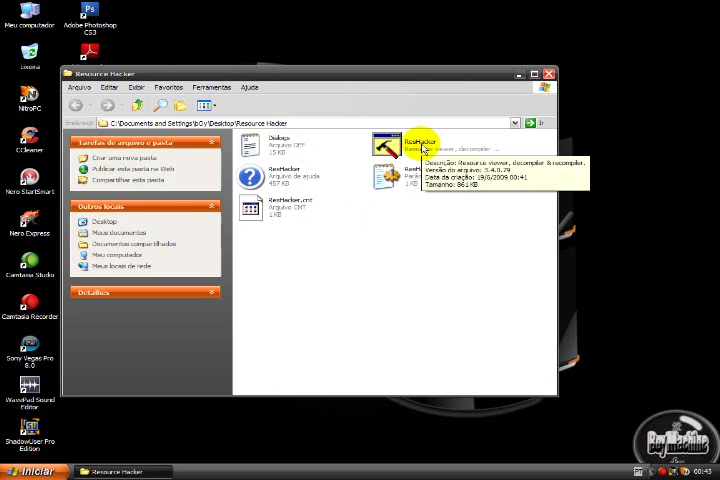 Meu computador
Adobe Photoshop
CS3
Lixeira
NitroPC
CCleaner
Nero StartSmart
Nero Express
Camtasia Studio
Camtasia Recorder
Sony Vegas Pro
8.0
WavePad Sound
Editor
ShadowUser Pro
Edition
Resource Hacker
Arquivo Editar Exibir Favoritos Ferramentas Ajuda
Endereço C:\Documents and Settings\bOy\Desktop\Resource Hacker Ir
Tarefas de arquivo e pasta
Criar uma nova pasta
Publicar esta pasta na Web
Compartilhar esta pasta
Outros locais
Desktop
Meus documentos
Documentos compartilhados
Meu computador
Meus locais de rede
Detalhes
Dialogs
Arquivo DEF
15 KB
ResHacker
Resource viewer, decompiler ...
ResHacker
Arquivo de ajuda
457 KB
ResHacker.cnt
Arquivo CNT
1 KB
1 KB
Descrição: Resource viewer, decompiler & recompiler.
Versão do arquivo: 3.4.0.79
Data da criação: 19/6/2009 00:41
Tamanho: 861 KB
BoyMachine
Iniciar
Resource Hacker
PT
00:43